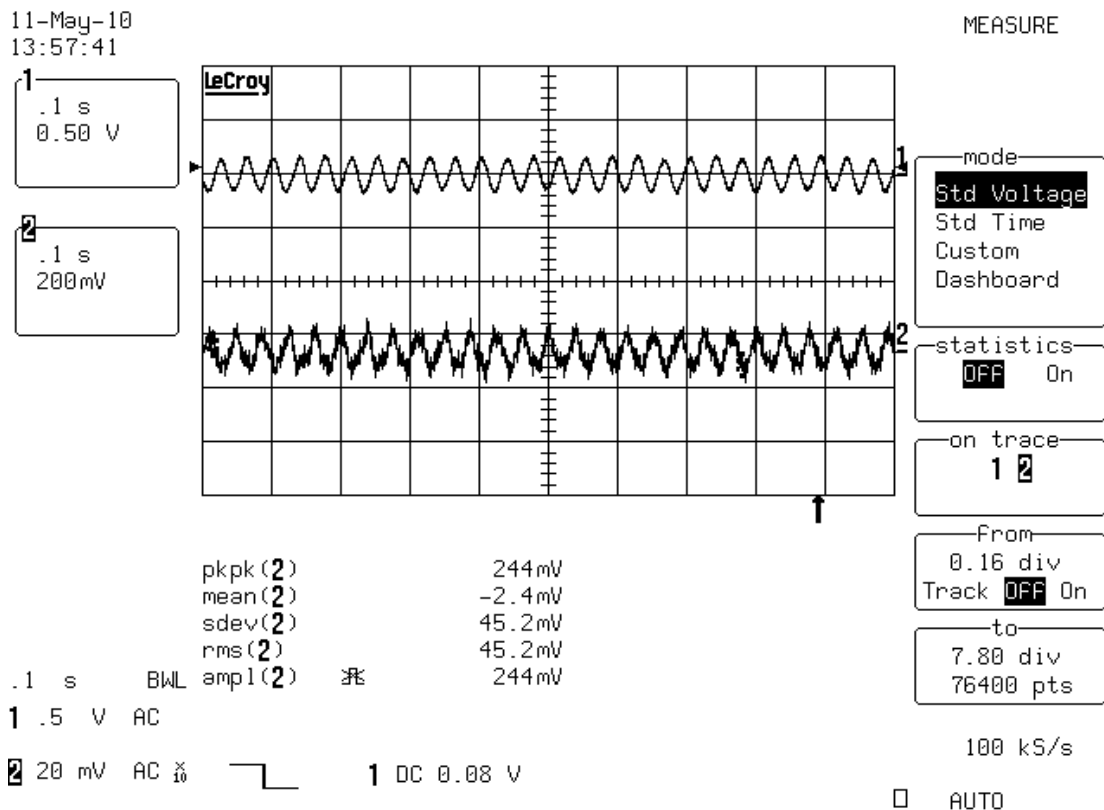 11-May-10
13:57:41
MEASURE
1
.1 s
0.50 V
2
.1 s
200mV
LeCroy
1
2
mode
Std Voltage
Std Time
Custom
Dashboard
statistics
OFF On
on trace
1 2
from
0.16 div
Track OFF On
to
7.80 div
76400 pts
pkpk(2) 244mV
mean(2) -2.4mV
sdev(2) 45.2mV
rms(2) 45.2mV
ampl(2) 244mV
.1 s BWL
1 .5 V AC
2 20 mV AC X10
1 DC 0.08 V
100 kS/s
AUTO